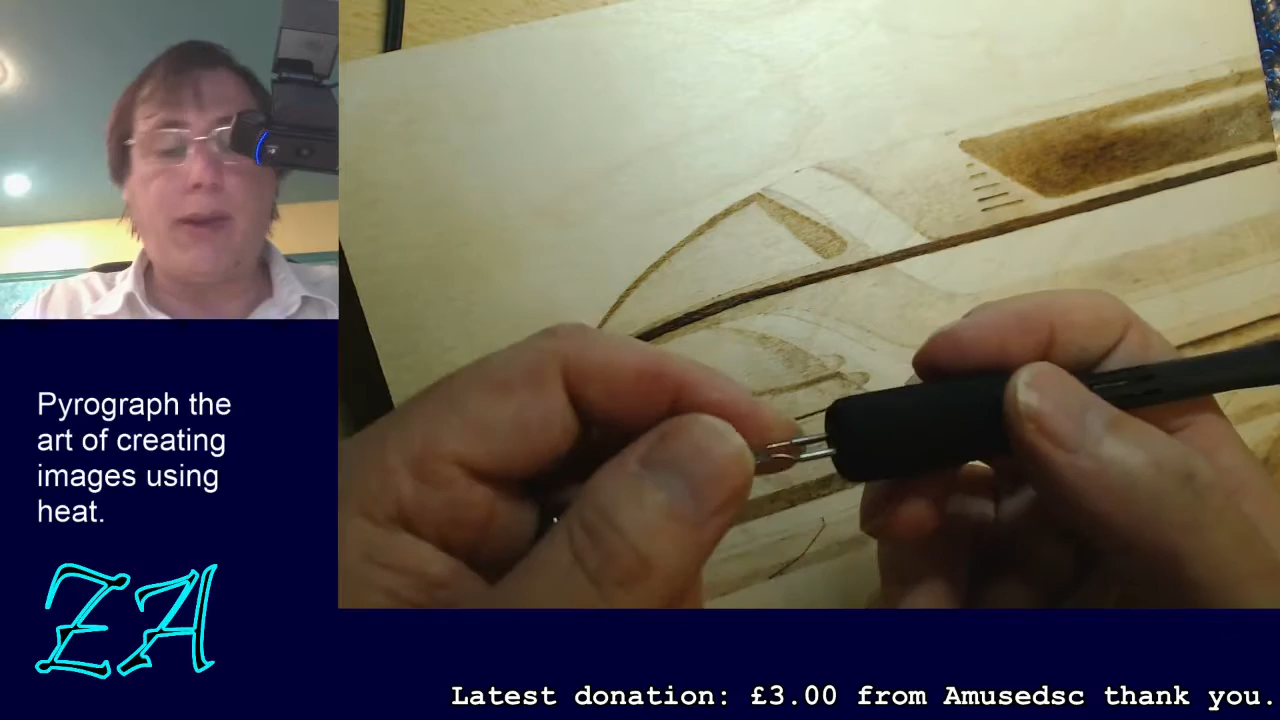 Pyrograph the
art of creating
images using
heat.
ZA
Latest donation: £3.00 from Amusedsc thank you.